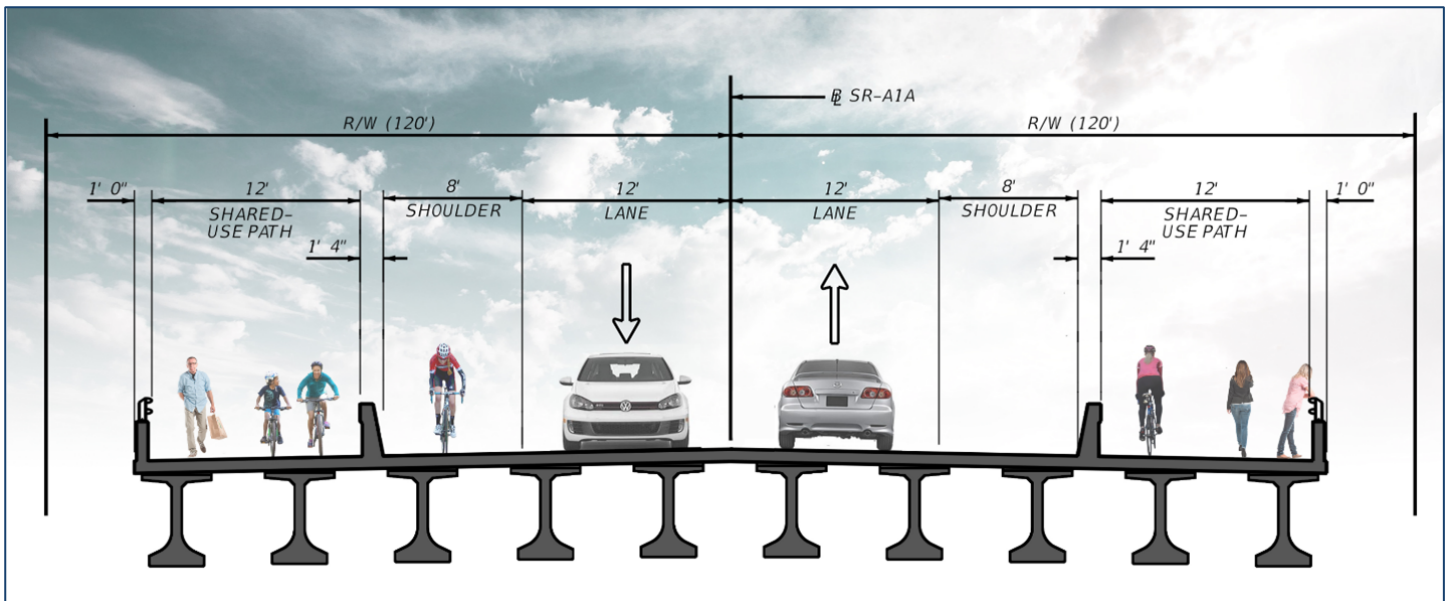 ℄ SR-A1A
R/W (120')
R/W (120')
1' 0"
12'
8'
12'
12'
8'
12'
1' 0"
SHARED-
USE PATH
SHOULDER
LANE
LANE
SHOULDER
SHARED-
USE PATH
1' 4"
1' 4"